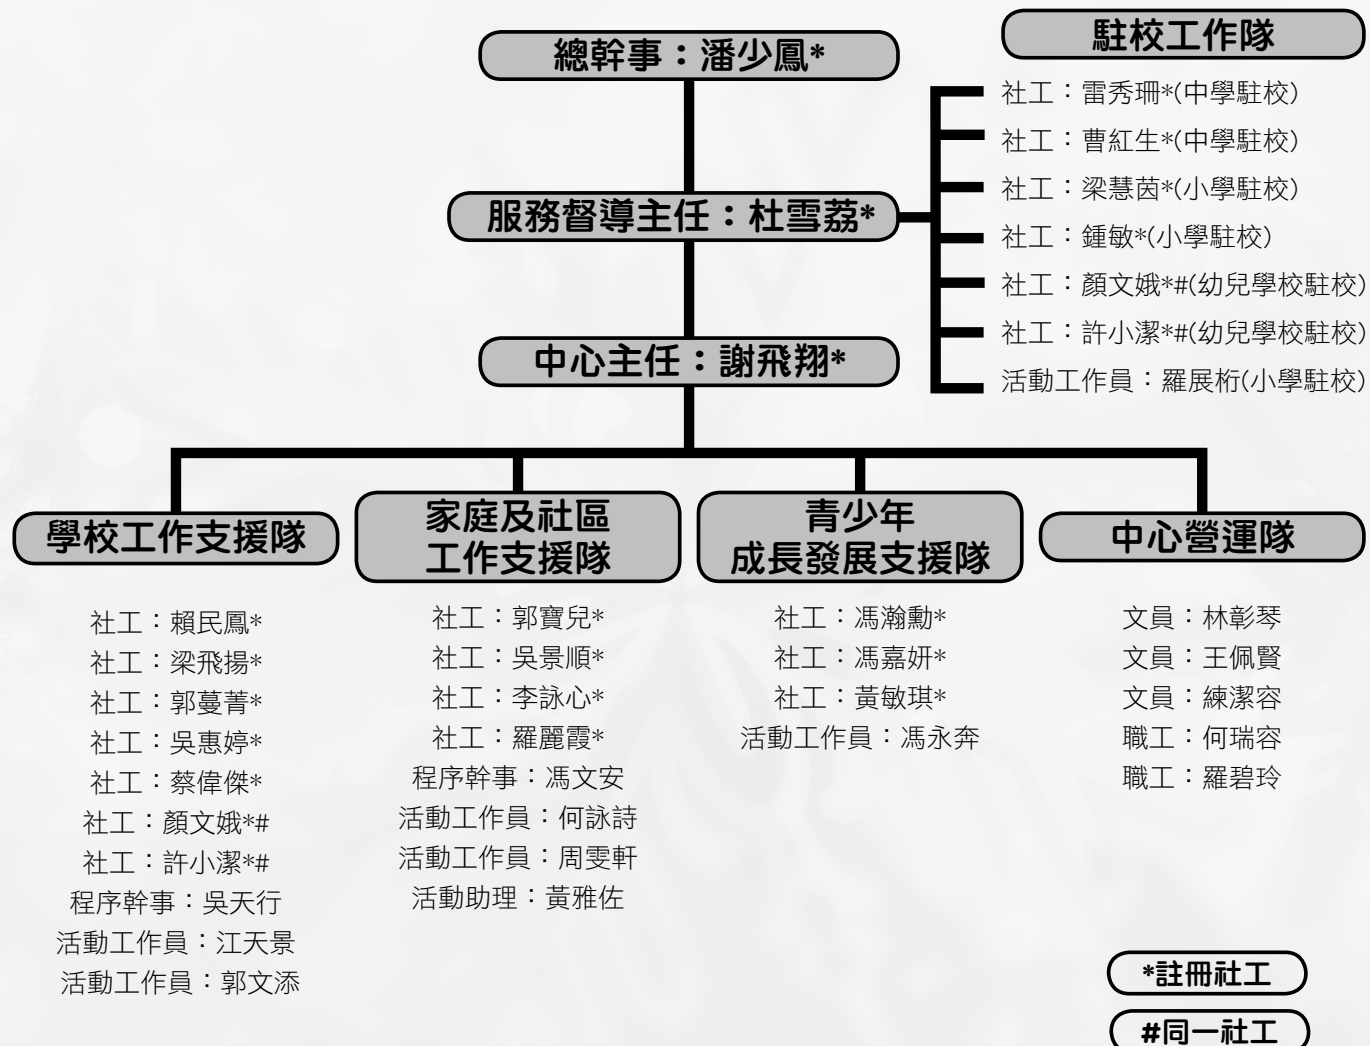 總幹事：潘少鳳*
服務督導主任：杜雪荔*
中心主任：謝飛翔*
駐校工作隊
社工：雷秀珊*(中學駐校)
社工：曹紅生*(中學駐校)
社工：梁慧茵*(小學駐校)
社工：鍾敏*(小學駐校)
社工：顏文娥*#(幼兒學校駐校)
社工：許小潔*#(幼兒學校駐校)
活動工作員：羅展桁(小學駐校)
學校工作支援隊
社工：賴民鳳*
社工：梁飛揚*
社工：郭蔓菁*
社工：吳惠婷*
社工：蔡偉傑*
社工：顏文娥*#
社工：許小潔*#
程序幹事：吳天行
活動工作員：江天景
活動工作員：郭文添
家庭及社區
工作支援隊
社工：郭寶兒*
社工：吳景順*
社工：李詠心*
社工：羅麗霞*
程序幹事：馮文安
活動工作員：何詠詩
活動工作員：周雯軒
活動助理：黃雅佐
青少年
成長發展支援隊
社工：馮瀚勳*
社工：馮嘉妍*
社工：黃敏琪*
活動工作員：馮永奔
中心營運隊
文員：林彰琴
文員：王佩賢
文員：練潔容
職工：何瑞容
職工：羅碧玲
*註冊社工
#同一社工